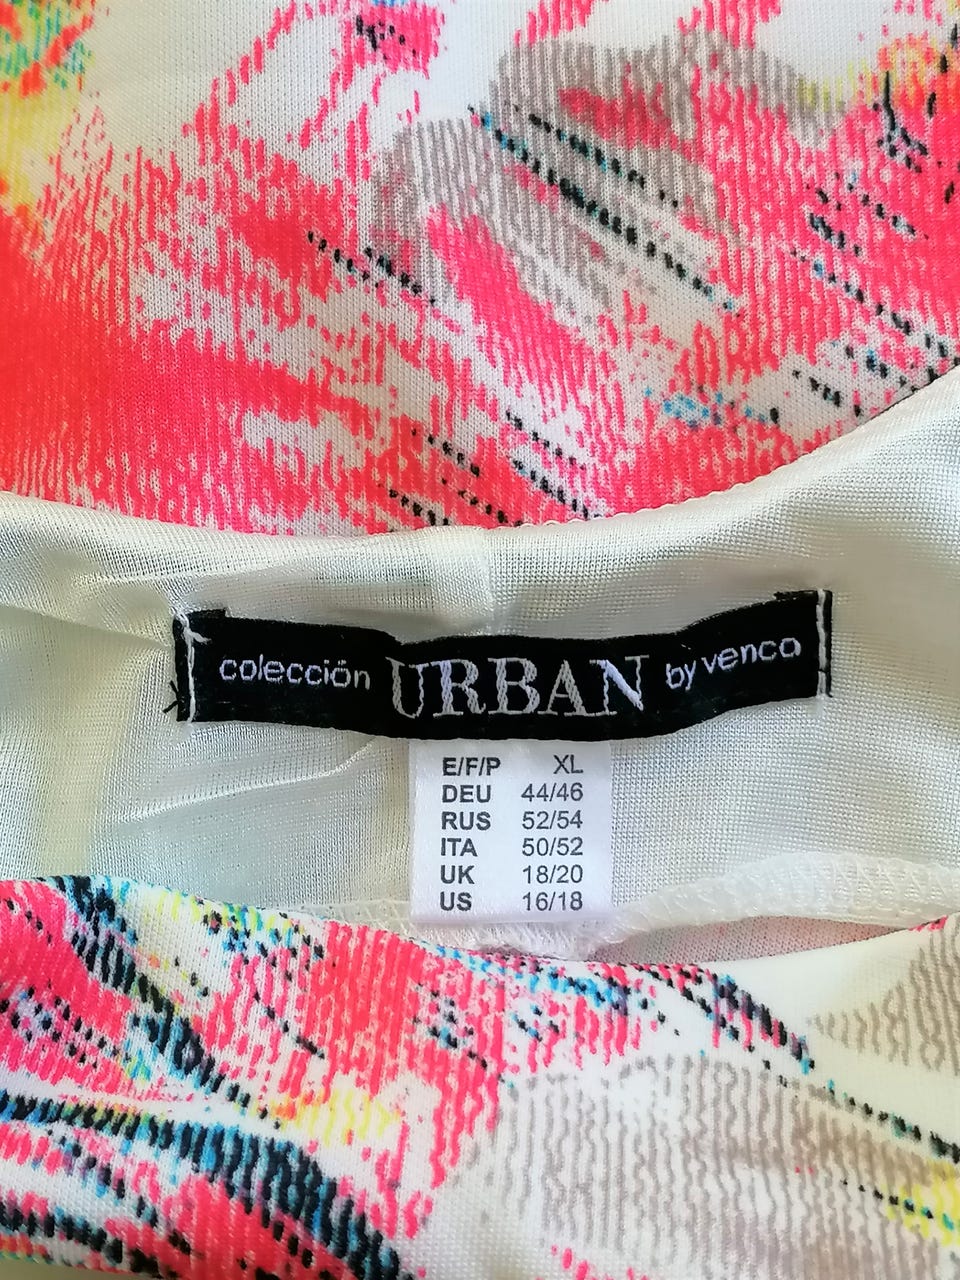 colección URBAN by venca
E/F/P XL
DEU 44/46
RUS 52/54
ITA 50/52
UK 18/20
US 16/18